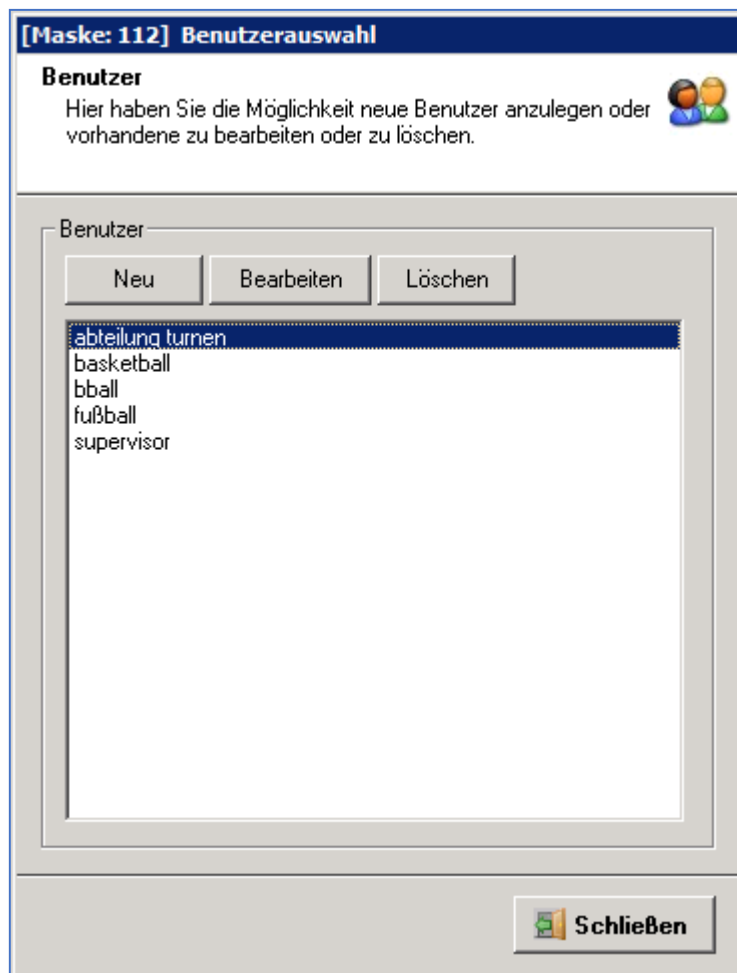 [Maske: 112] Benutzerauswahl
Benutzer
Hier haben Sie die Möglichkeit neue Benutzer anzulegen oder
vorhandene zu bearbeiten oder zu löschen.
Benutzer
Neu Bearbeiten Löschen
abteilung turnen
basketball
bball
fußball
supervisor
Schließen